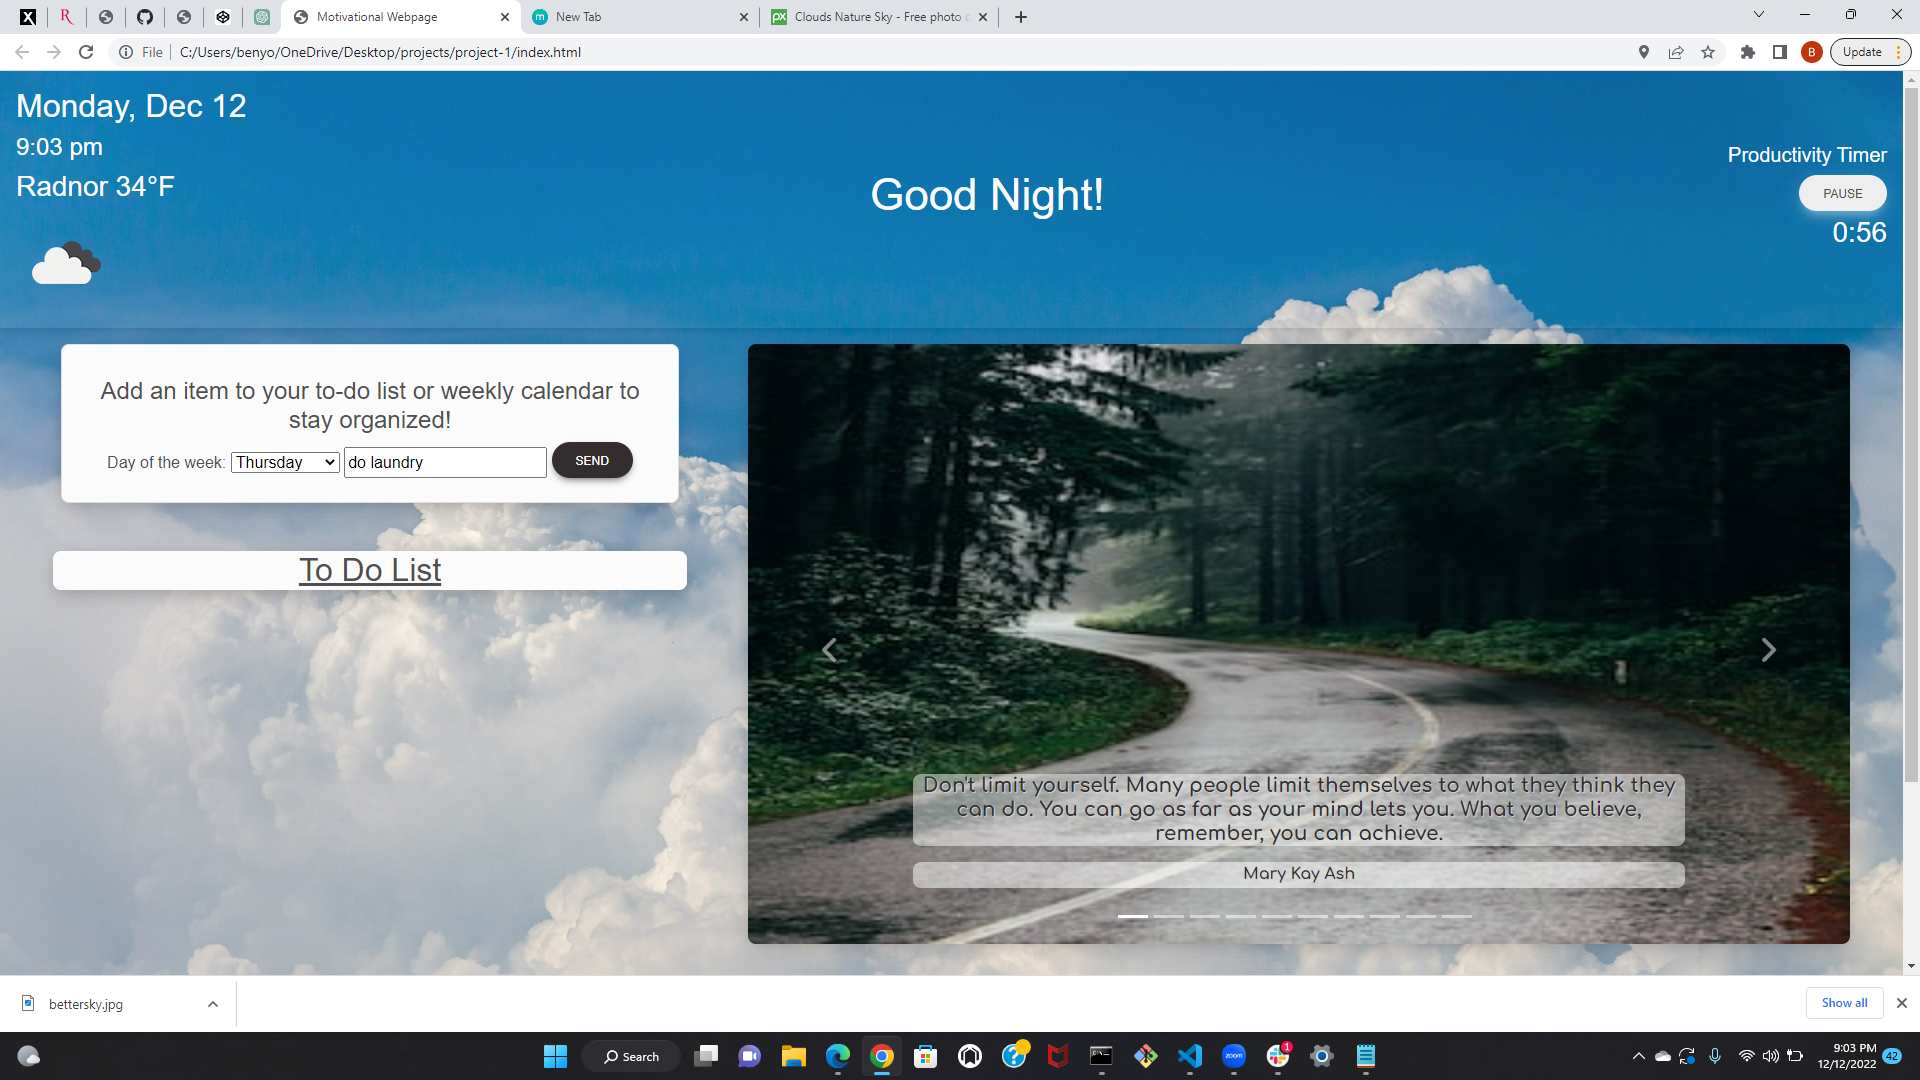 Motivational Webpage
New Tab
Clouds Nature Sky - Free photo
File
C:/Users/benyo/OneDrive/Desktop/projects/project-1/index.html
B
Update
Monday, Dec 12
9:03 pm
Radnor 34°F
Good Night!
Productivity Timer
PAUSE
0:56
Add an item to your to-do list or weekly calendar to
stay organized!
Day of the week: Thursday do laundry SEND
To Do List
Don't limit yourself. Many people limit themselves to what they think they
can do. You can go as far as your mind lets you. What you believe,
remember, you can achieve.
Mary Kay Ash
bettersky.jpg
Show all
Search
zoom
1
9:03 PM
12/12/2022
42